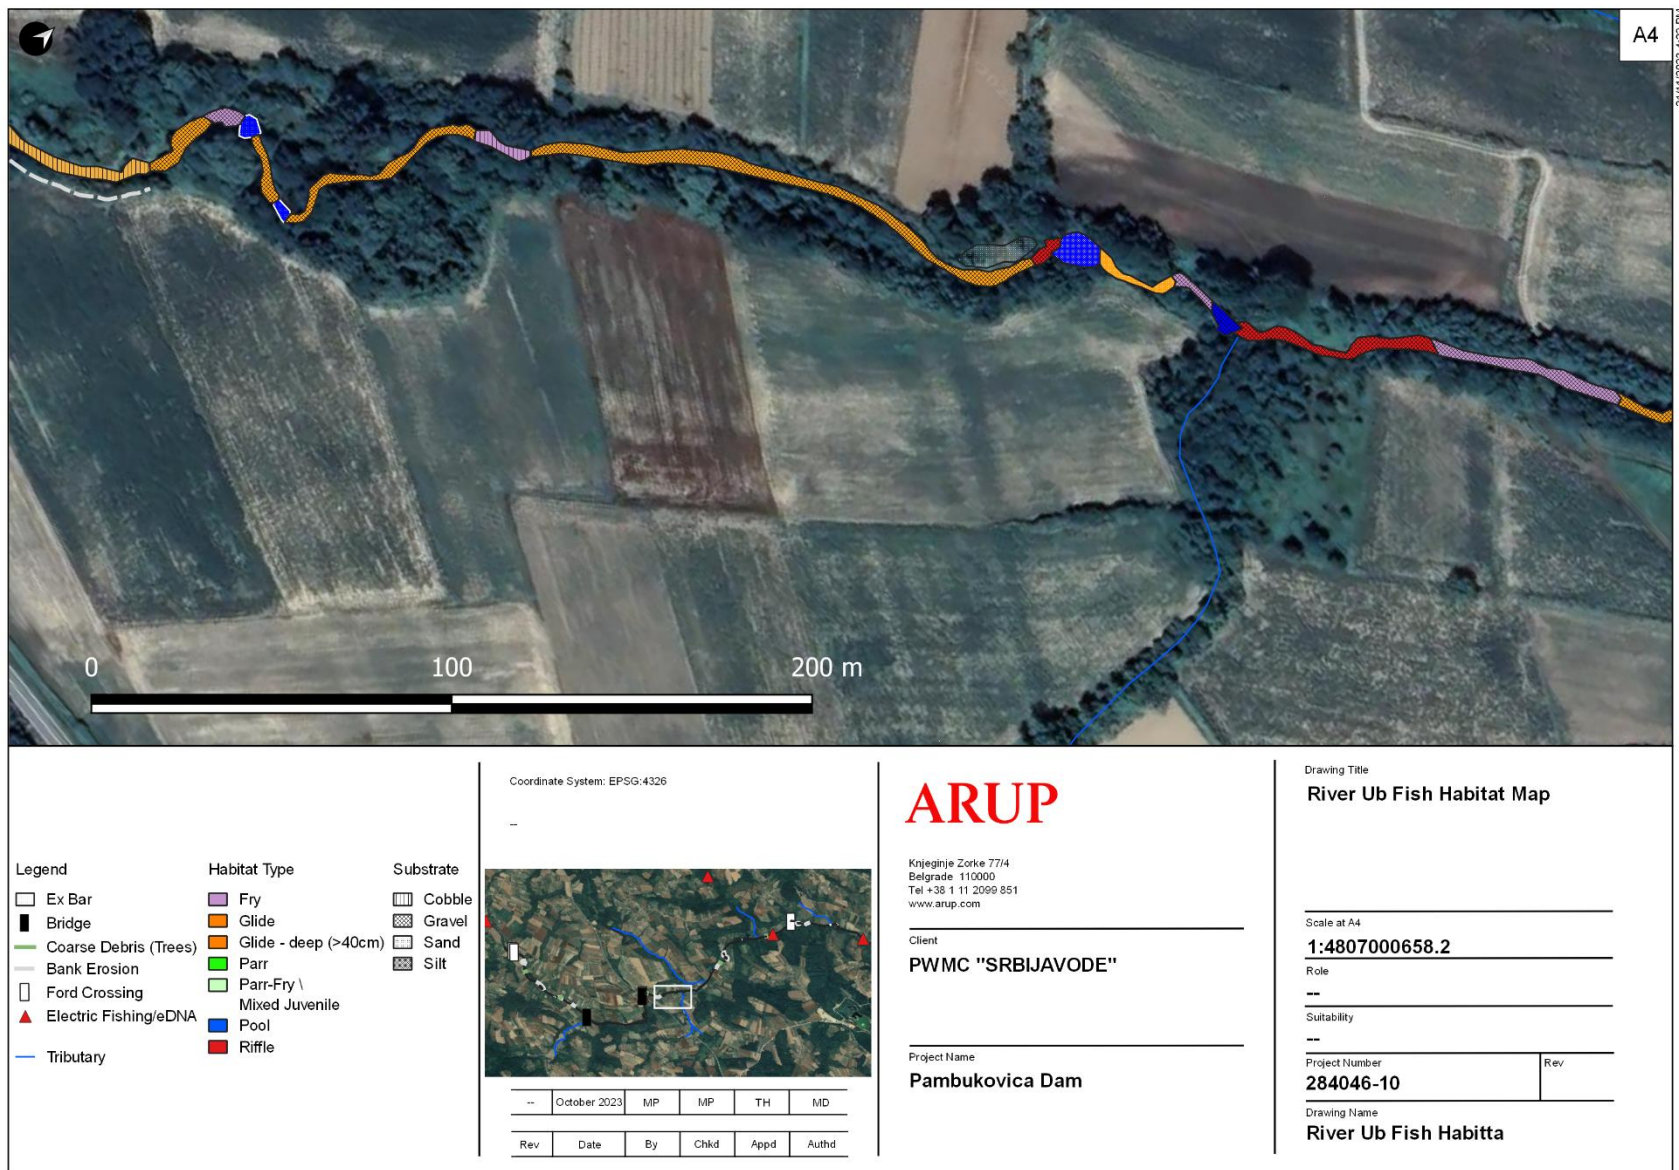 A4
0 100 200 m
Legend
Ex Bar
Bridge
Coarse Debris (Trees)
Bank Erosion
Ford Crossing
Electric Fishing/eDNA
Tributary
Habitat Type
Fry
Glide
Glide - deep (>40cm)
Parr
Parr-Fry \
Mixed Juvenile
Pool
Riffle
Substrate
Cobble
Gravel
Sand
Silt
Coordinate System: EPSG:4326
--
-- October 2023 MP MP TH MD
Rev Date By Chkd Appd Authd
ARUP
Knjeginje Zorke 77/4
Belgrade 110000
Tel +38 1 11 2099 851
www.arup.com
Client
PWMC "SRBIJAVODE"
Project Name
Pambukovica Dam
Drawing Title
River Ub Fish Habitat Map
Scale at A4
1:4807000658.2
Role
--
Suitability
--
Project Number Rev
284046-10
Drawing Name
River Ub Fish Habitta